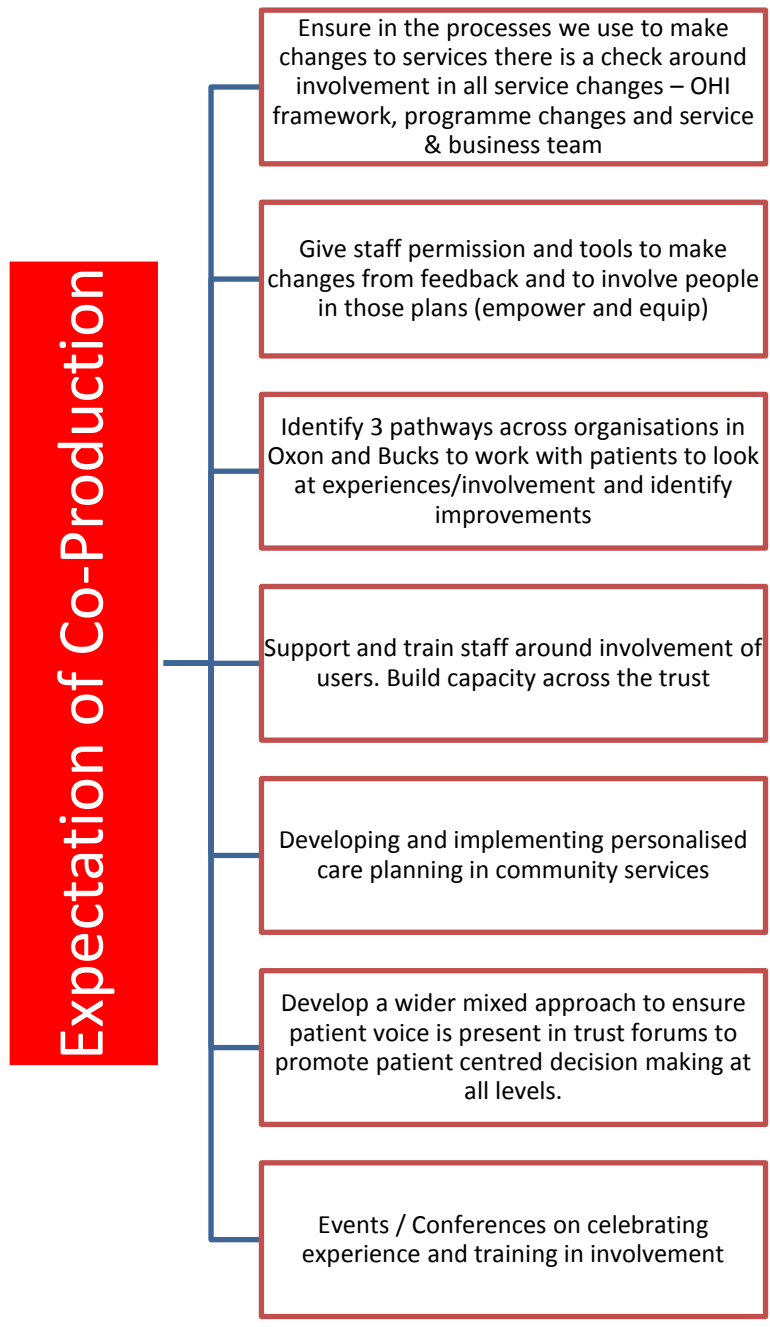 Expectation of Co-Production
Ensure in the processes we use to make
changes to services there is a check around
involvement in all service changes – OHI
framework, programme changes and service
& business team
Give staff permission and tools to make
changes from feedback and to involve people
in those plans (empower and equip)
Identify 3 pathways across organisations in
Oxon and Bucks to work with patients to look
at experiences/involvement and identify
improvements
Support and train staff around involvement of
users. Build capacity across the trust
Developing and implementing personalised
care planning in community services
Develop a wider mixed approach to ensure
patient voice is present in trust forums to
promote patient centred decision making at
all levels.
Events / Conferences on celebrating
experience and training in involvement